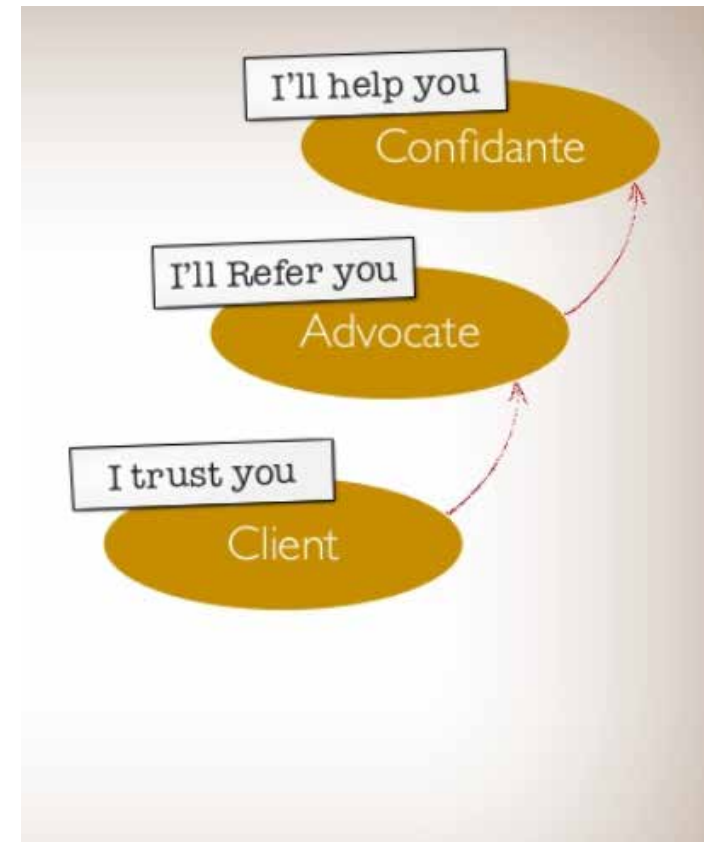 I'll help you
Confidante
I'll Refer you
Advocate
I trust you
Client